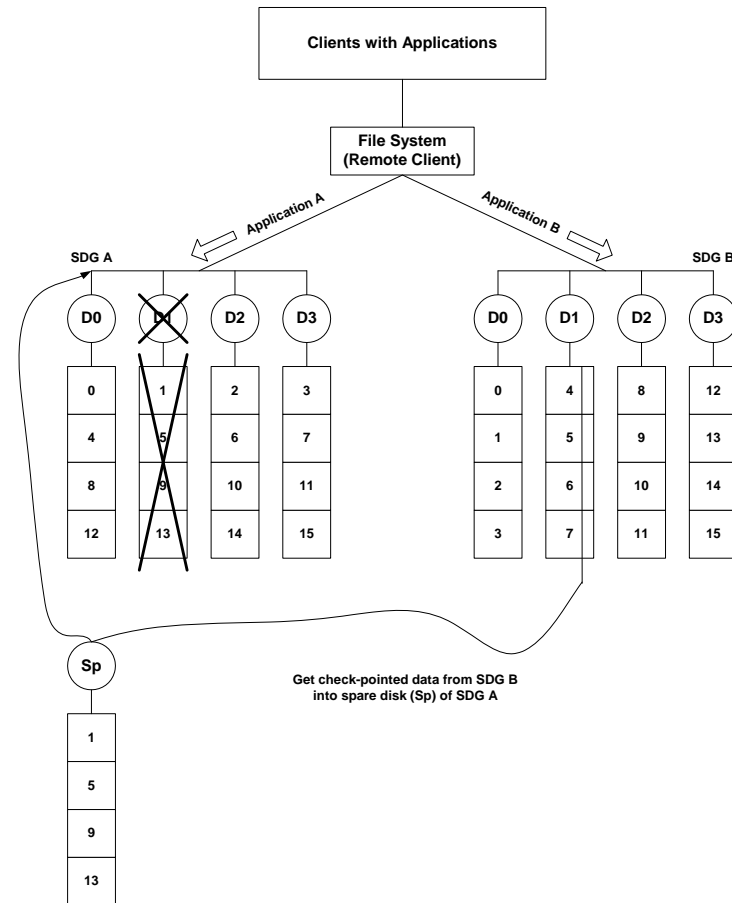 Clients with Applications
File System
(Remote Client)
Application A
Application B
SDG A
SDG B
D0
D1
D2
D3
D0
D1
D2
D3
0
1
2
3
0
4
8
12
4
5
6
7
1
5
9
13
8
9
10
11
2
6
10
14
12
13
14
15
3
7
11
15
Sp
Get check-pointed data from SDG B
into spare disk (Sp) of SDG A
1
5
9
13